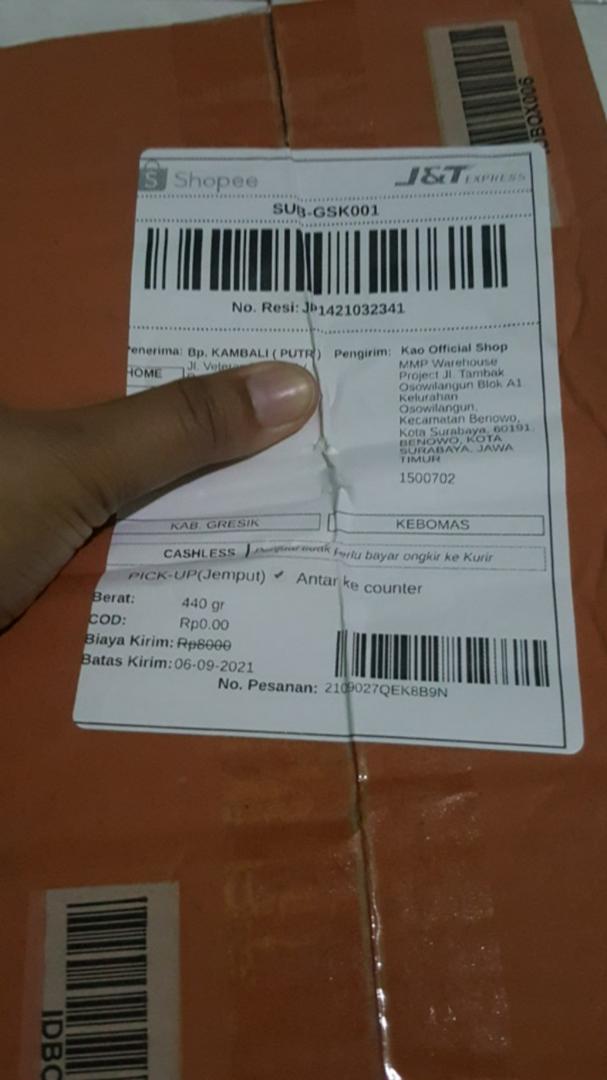 Shopee
J&T EXPRESS
SUB-GSK001
No. Resi: JP1421032341
Penerima: Bp. KAMBALI ( PUTR )
Jl.
HOME
Pengirim: Kao Official Shop
MMP Warehouse
Project Jl. Tambak
Osowilangun Blok A1
Kelurahan
Osowilangun,
Kecamatan Benowo,
Kota Surabaya, 60191.
BENOWO, KOTA
SURABAYA, JAWA
TIMUR
1500702
KAB. GRESIK
KEBOMAS
CASHLESS
perlu bayar ongkir ke Kurir
PICK-UP(Jemput) ✓ Antar ke counter
Berat: 440 gr
COD: Rp0.00
Biaya Kirim: Rp8000
Batas Kirim: 06-09-2021
No. Pesanan: 2109027QEK8B9N